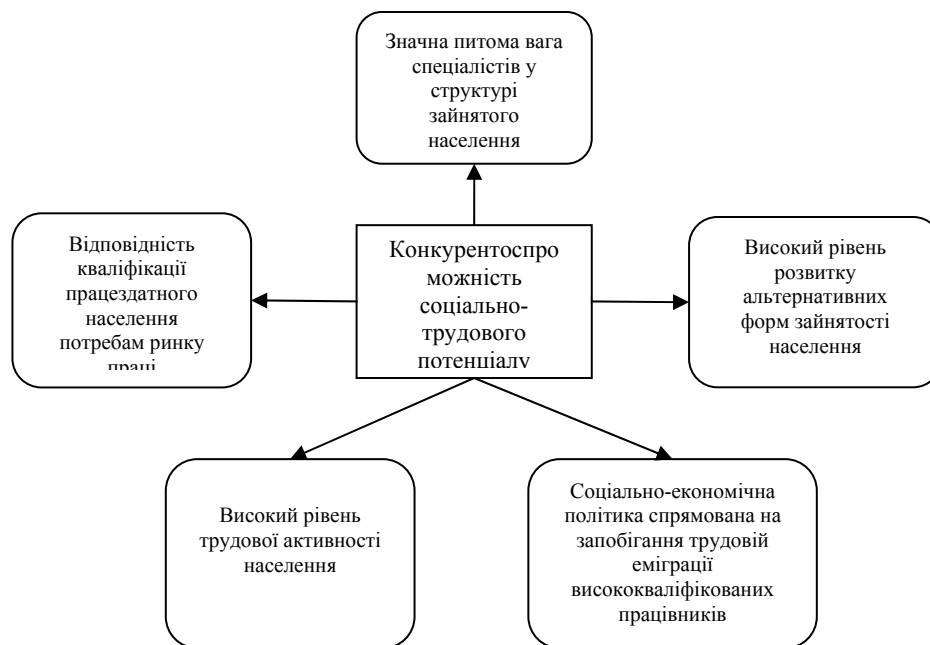 Значна питома вага
спеціалістів у
структурі
зайнятого
населення
Відповідність
кваліфікації
працездатного
населення
потребам ринку
праці
Конкурентоспро
можність
соціально-
трудового
потенціалу
Високий рівень
розвитку
альтернативних
форм зайнятості
населення
Високий рівень
трудової активності
населення
Соціально-економічна
політика спрямована на
запобігання трудовій
еміграції
висококваліфікованих
працівників